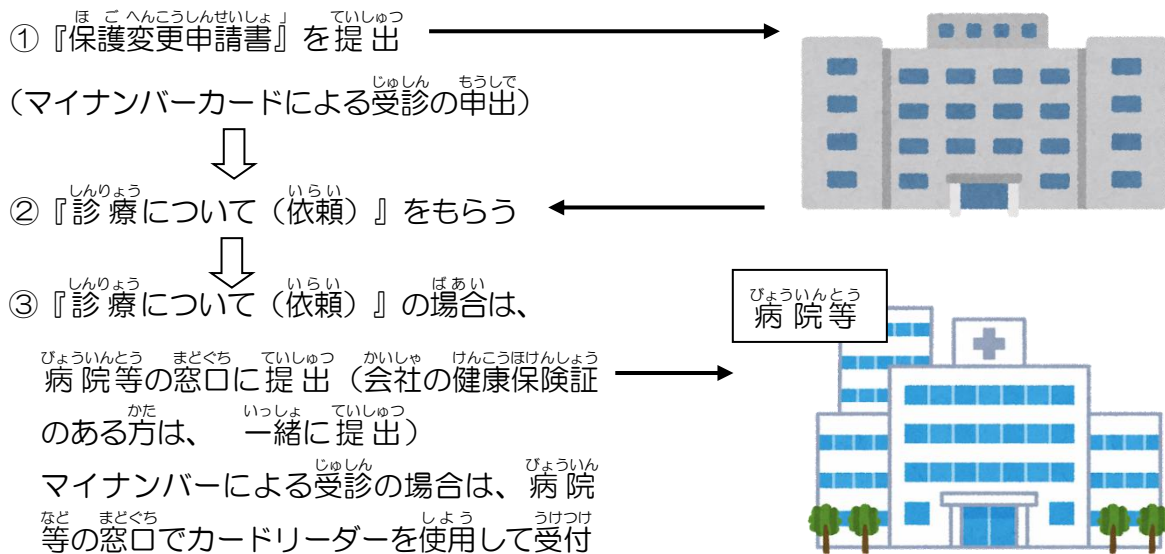 ①『保護変更申請書』を提出
（マイナンバーカードによる受診の申出）
②『診療について（依頼）』をもらう
③『診療について（依頼）』の場合は、
病院等
病院等の窓口に提出（会社の健康保険証
のある方は、　一緒に提出）
マイナンバーによる受診の場合は、病院
等の窓口でカードリーダーを使用して受付